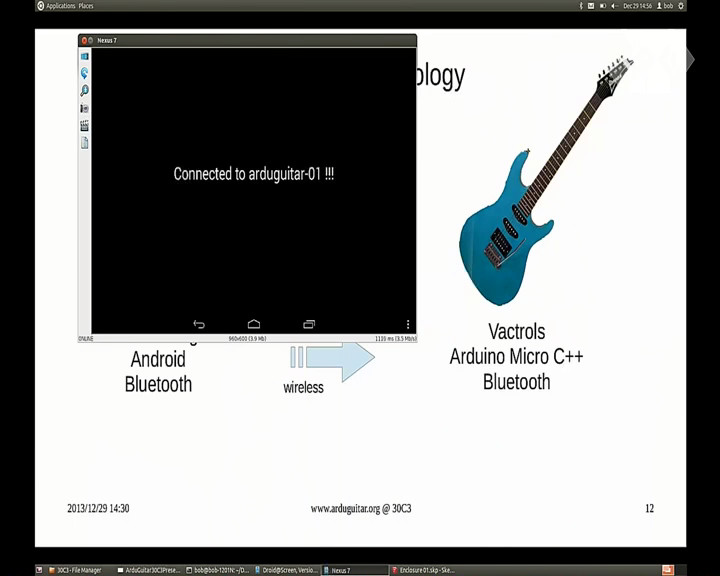 Applications Places
Dec 29 14:56
bob
Nexus 7
ology
Connected to arduguitar-01 !!!
ONLINE
960x600 (3.9 Mb)
1139 ms (3.5 Mb/s)
Android
Bluetooth
wireless
Vactrols
Arduino Micro C++
Bluetooth
2013/12/29 14:30
www.arduguitar.org @ 30C3
12
30C3 - File Manager
ArduGuitar30C3Prese...
bob@bob-1201N: ~/D...
Droid@Screen, Versio...
Nexus 7
Enclosure 01.skp - Ske...